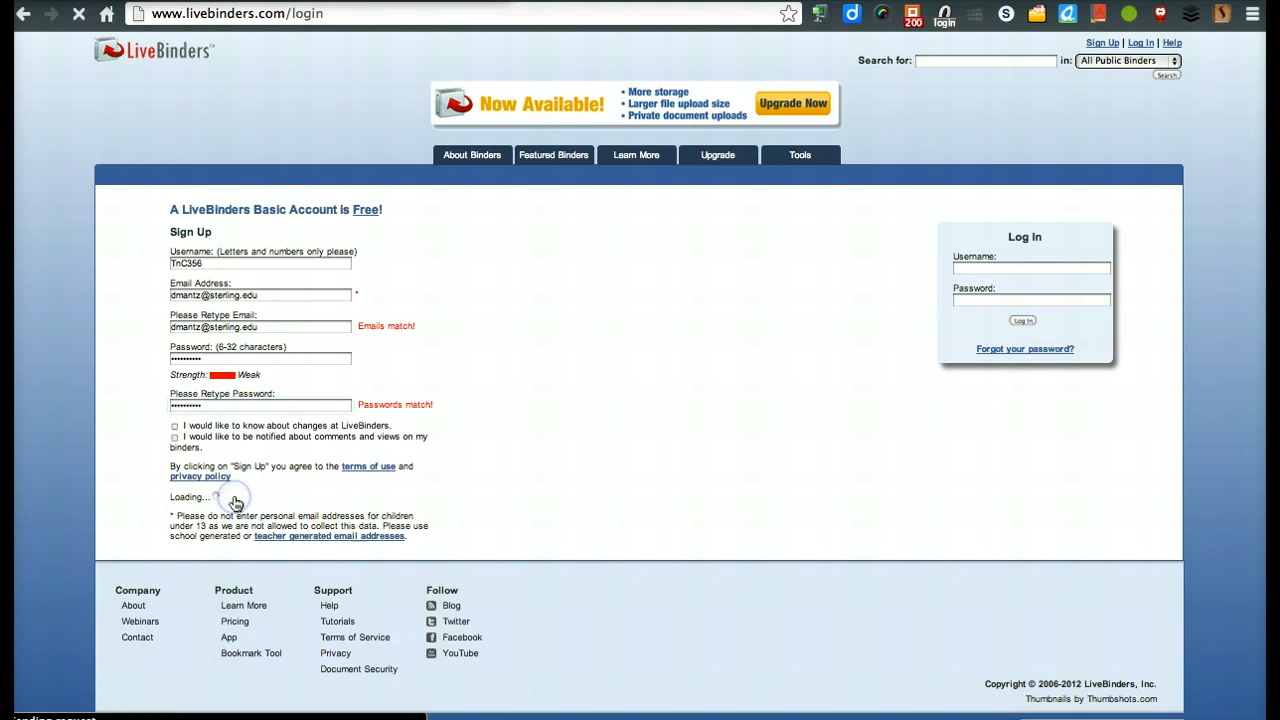 www.livebinders.com/login
200
login
LiveBinders™
Sign Up | Log In | Help
Search for: in: All Public Binders
Search
Now Available!
• More storage
• Larger file upload size
• Private document uploads
Upgrade Now
About Binders
Featured Binders
Learn More
Upgrade
Tools
A LiveBinders Basic Account is Free!
Sign Up
Username: (Letters and numbers only please)
TnC356
Email Address:
dmantz@sterling.edu *
Please Retype Email:
dmantz@sterling.edu Emails match!
Password: (6-32 characters)
••••••••••
Strength: Weak
Please Retype Password:
•••••••••• Passwords match!
I would like to know about changes at LiveBinders.
I would like to be notified about comments and views on my
binders.
By clicking on "Sign Up" you agree to the terms of use and
privacy policy
Loading...
* Please do not enter personal email addresses for children
under 13 as we are not allowed to collect this data. Please use
school generated or teacher generated email addresses.
Log In
Username:
Password:
Log In
Forgot your password?
Company
About
Webinars
Contact
Product
Learn More
Pricing
App
Bookmark Tool
Support
Help
Tutorials
Terms of Service
Privacy
Document Security
Follow
Blog
Twitter
Facebook
YouTube
Copyright © 2006-2012 LiveBinders, Inc.
Thumbnails by Thumbshots.com